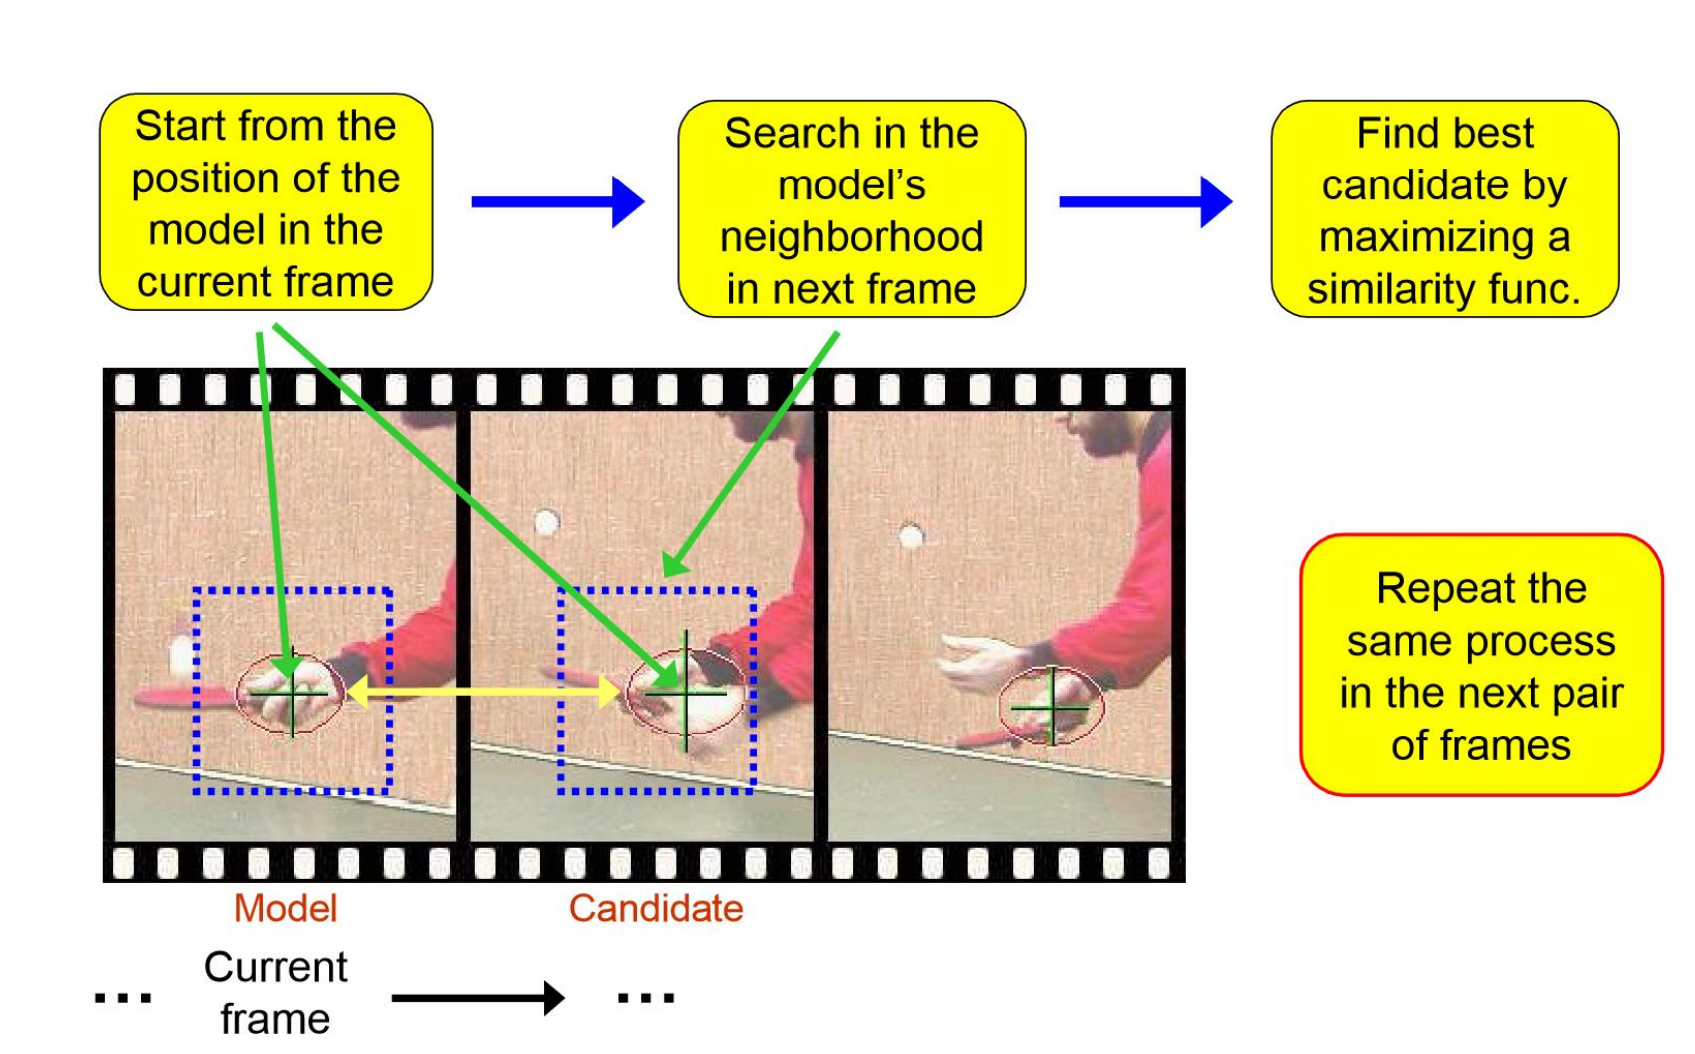 Start from the
position of the
model in the
current frame
Search in the
model’s
neighborhood
in next frame
Find best
candidate by
maximizing a
similarity func.
Repeat the
same process
in the next pair
of frames
Model
Candidate
...
Current
frame
...